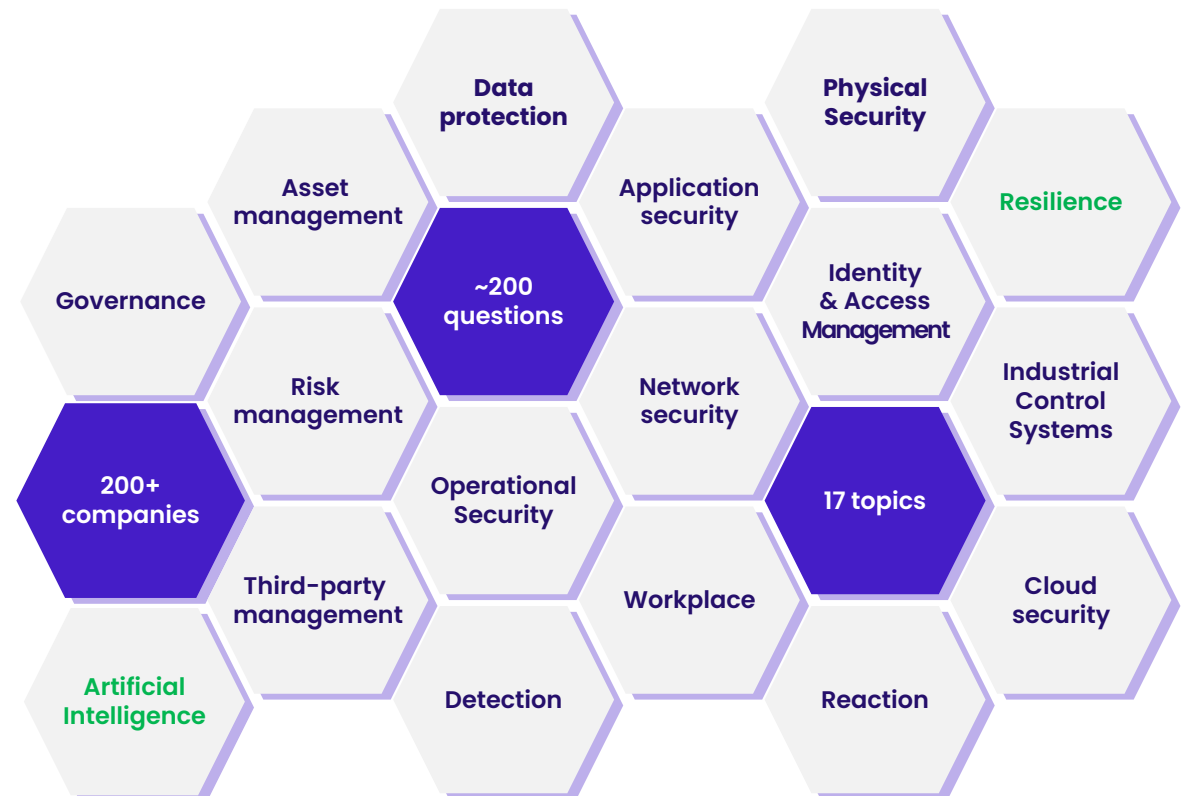 Data
protection
Physical
Security
Asset
management
Application
security
Resilience
Governance
~200
questions
Identity
& Access
Management
Risk
management
Network
security
Industrial
Control
Systems
200+
companies
Operational
Security
17 topics
Third-party
management
Workplace
Cloud
security
Artificial
Intelligence
Detection
Reaction